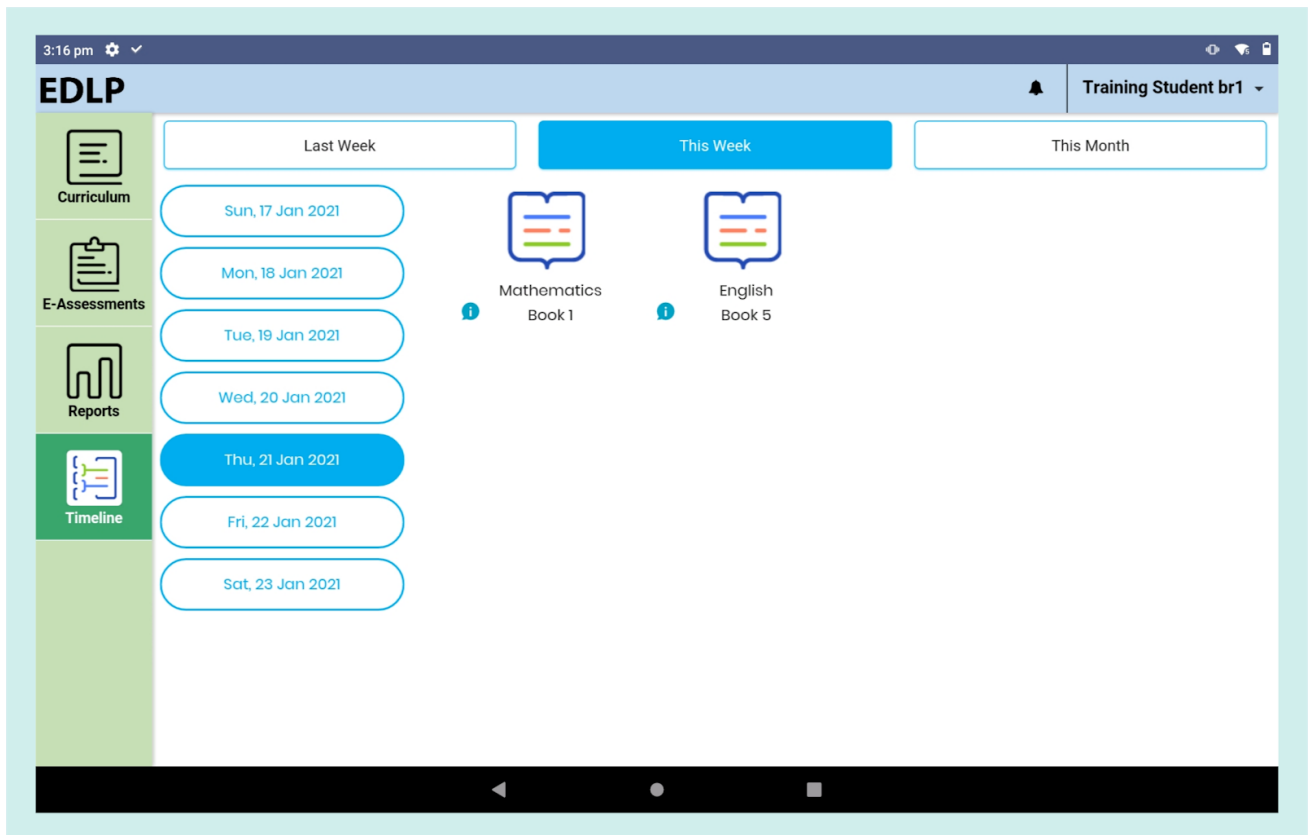 3:16 pm
EDLP
Training Student br1
Curriculum
E-Assessments
Reports
Timeline
Last Week
This Week
This Month
Sun, 17 Jan 2021
Mon, 18 Jan 2021
Tue, 19 Jan 2021
Wed, 20 Jan 2021
Thu, 21 Jan 2021
Fri, 22 Jan 2021
Sat, 23 Jan 2021
Mathematics
Book 1
English
Book 5